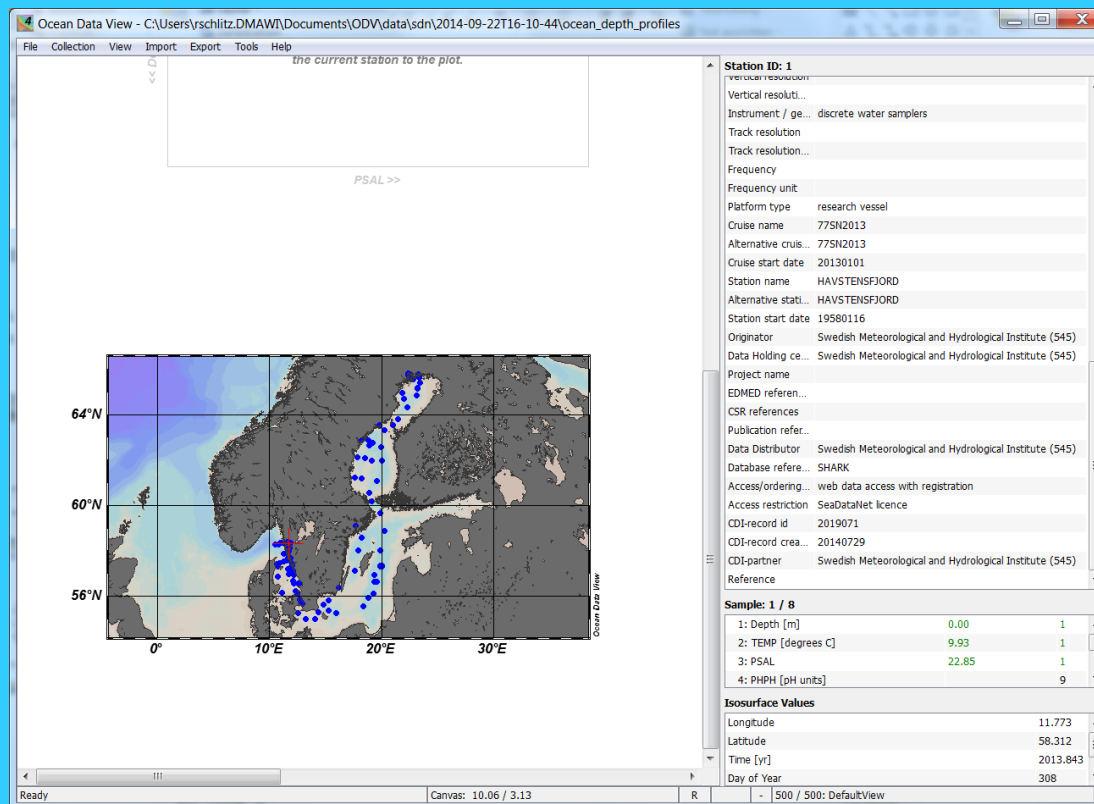 Ocean Data View - C:\Users\rschlitz.DMAWI\Documents\ODV\data\sdn\2014-09-22T16-10-44\ocean_depth_profiles
File Collection View Import Export Tools Help
the current station to the plot.
PSAL >>
64°N
60°N
56°N
0°
10°E
20°E
30°E
Ocean Data View
Station ID: 1
Vertical resolution
Vertical resoluti...
Instrument / ge... discrete water samplers
Track resolution
Track resolution...
Frequency
Frequency unit
Platform type research vessel
Cruise name 77SN2013
Alternative cruis... 77SN2013
Cruise start date 20130101
Station name HAVSTENSFJORD
Alternative stati... HAVSTENSFJORD
Station start date 19580116
Originator Swedish Meteorological and Hydrological Institute (545)
Data Holding ce... Swedish Meteorological and Hydrological Institute (545)
Project name
EDMED referen...
CSR references
Publication refer...
Data Distributor Swedish Meteorological and Hydrological Institute (545)
Database refere... SHARK
Access/ordering... web data access with registration
Access restriction SeaDataNet licence
CDI-record id 2019071
CDI-record crea... 20140729
CDI-partner Swedish Meteorological and Hydrological Institute (545)
Reference
Sample: 1 / 8
1: Depth [m] 0.00 1
2: TEMP [degrees C] 9.93 1
3: PSAL 22.85 1
4: PHPH [pH units] 9
Isosurface Values
Longitude 11.773
Latitude 58.312
Time [yr] 2013.843
Day of Year 308
Ready
Canvas: 10.06 / 3.13
R
-
500 / 500: DefaultView